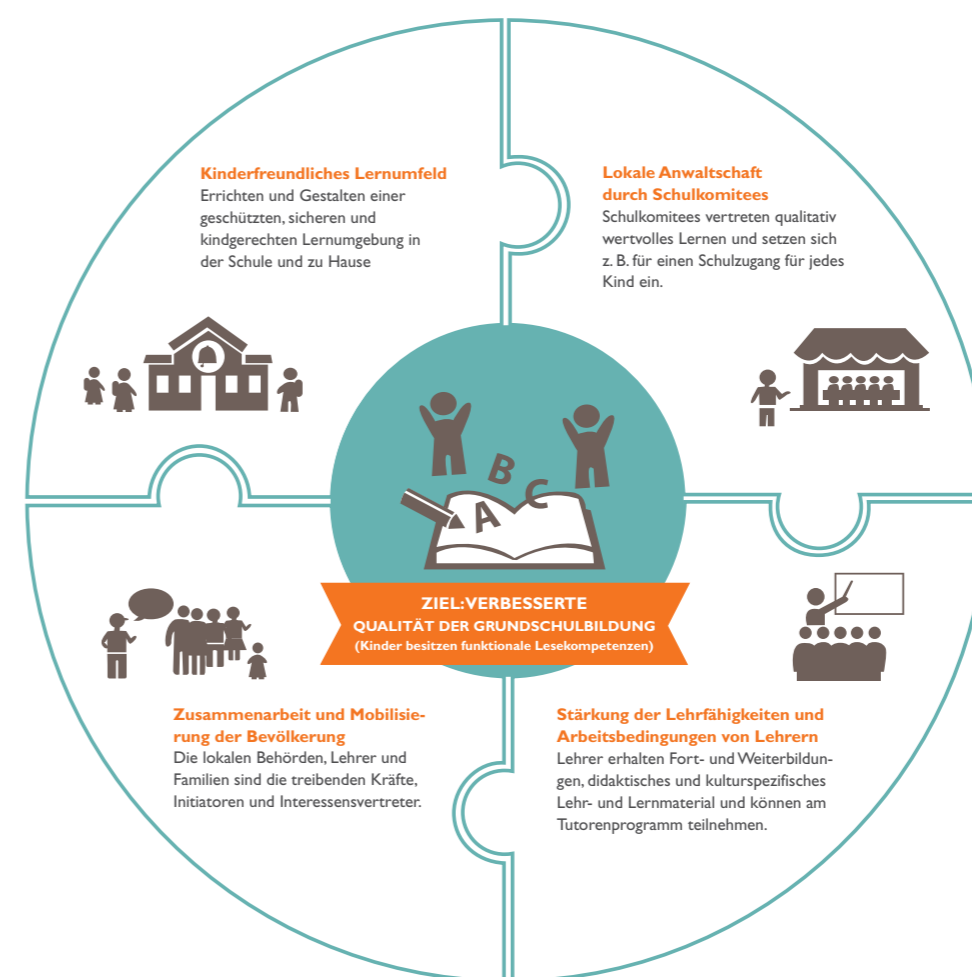 Kinderfreundliches Lernumfeld
Errichten und Gestalten einer
geschützten, sicheren und
kindgerechten Lernumgebung in
der Schule und zu Hause
Lokale Anwaltschaft
durch Schulkomitees
Schulkomitees vertreten qualitativ
wertvolles Lernen und setzen sich
z. B. für einen Schulzugang für jedes
Kind ein.
A B C
ZIEL: VERBESSERTE
QUALITÄT DER GRUNDSCHULBILDUNG
(Kinder besitzen funktionale Lesekompetenzen)
Zusammenarbeit und Mobilisie-
rung der Bevölkerung
Die lokalen Behörden, Lehrer und
Familien sind die treibenden Kräfte,
Initiatoren und Interessensvertreter.
Stärkung der Lehrfähigkeiten und
Arbeitsbedingungen von Lehrern
Lehrer erhalten Fort- und Weiterbildun-
gen, didaktisches und kulturspezifisches
Lehr- und Lernmaterial und können am
Tutorenprogramm teilnehmen.